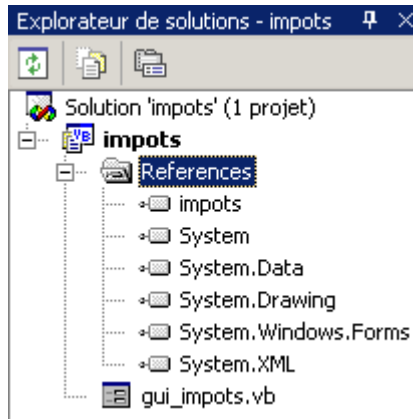 Explorateur de solutions - impots
Solution 'impots' (1 projet)
impots
References
impots
System
System.Data
System.Drawing
System.Windows.Forms
System.XML
gui_impots.vb